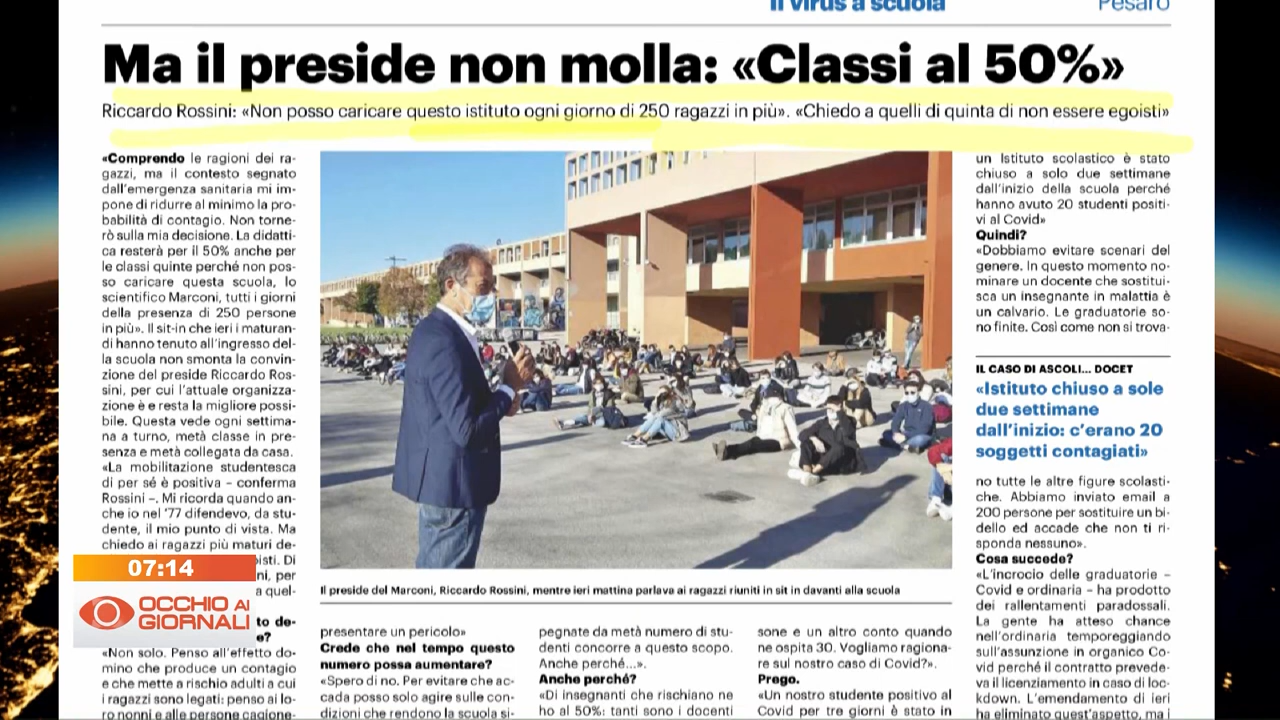 Il virus a scuola
Pesaro
Ma il preside non molla: «Classi al 50%»
Riccardo Rossini: «Non posso caricare questo istituto ogni giorno di 250 ragazzi in più». «Chiedo a quelli di quinta di non essere egoisti»
«Comprendo le ragioni dei ra-
gazzi, ma il contesto segnato
dall'emergenza sanitaria mi im-
pone di ridurre al minimo la pro-
babilità di contagio. Non torne-
rò sulla mia decisione. La didatti-
ca resterà per il 50% anche per
le classi quinte perché non pos-
so caricare questa scuola, lo
scientifico Marconi, tutti i giorni
della presenza di 250 persone
in più». Il sit-in che ieri i maturan-
di hanno tenuto all'ingresso del-
la scuola non smonta la convin-
zione del preside Riccardo Ros-
sini, per cui l'attuale organizza-
zione è e resta la migliore possi-
bile. Questa vede ogni settima-
na a turno, metà classe in pre-
senza e metà collegata da casa.
«La mobilitazione studentesca
di per sé è positiva – conferma
Rossini –. Mi ricorda quando an-
che io nel '77 difendevo, da stu-
dente, il mio punto di vista. Ma
chiedo ai ragazzi più maturi de-
isti. Di
ni, per
a quel-
to de-
e?
«Non solo. Penso all'effetto do-
mino che produce un contagio
e che mette a rischio adulti a cui
i ragazzi sono legati: penso ai lo-
ro nonni e alle persone cagione-
07:14
OCCHIO AI
GIORNALI
Il preside del Marconi, Riccardo Rossini, mentre ieri mattina parlava ai ragazzi riuniti in sit in davanti alla scuola
presentare un pericolo»
Crede che nel tempo questo
numero possa aumentare?
«Spero di no. Per evitare che ac-
cada posso solo agire sulle con-
dizioni che rendono la scuola si-
pegnate da metà numero di stu-
denti concorre a questo scopo.
Anche perché...».
Anche perché?
«Di insegnanti che rischiano ne
ho al 50%: tanti sono i docenti
sone e un altro conto quando
ne ospita 30. Vogliamo ragiona-
re sul nostro caso di Covid?».
Prego.
«Un nostro studente positivo al
Covid per tre giorni è stato in
un Istituto scolastico è stato
chiuso a solo due settimane
dall'inizio della scuola perché
hanno avuto 20 studenti positi-
vi al Covid»
Quindi?
«Dobbiamo evitare scenari del
genere. In questo momento no-
minare un docente che sostitui-
sca un insegnante in malattia è
un calvario. Le graduatorie so-
no finite. Così come non si trova-
IL CASO DI ASCOLI... DOCET
«Istituto chiuso a sole
due settimane
dall'inizio: c'erano 20
soggetti contagiati»
no tutte le altre figure scolasti-
che. Abbiamo inviato email a
200 persone per sostituire un bi-
dello ed accade che non ti ri-
sponda nessuno».
Cosa succede?
«L'incrocio delle graduatorie –
Covid e ordinaria – ha prodotto
dei rallentamenti paradossali.
La gente ha atteso chance
nell'ordinaria temporeggiando
sull'assunzione in organico Co-
vid perché il contratto prevede-
va il licenziamento in caso di loc-
kdown. L'emendamento di ieri
ha eliminato quest'aspetto, ma i